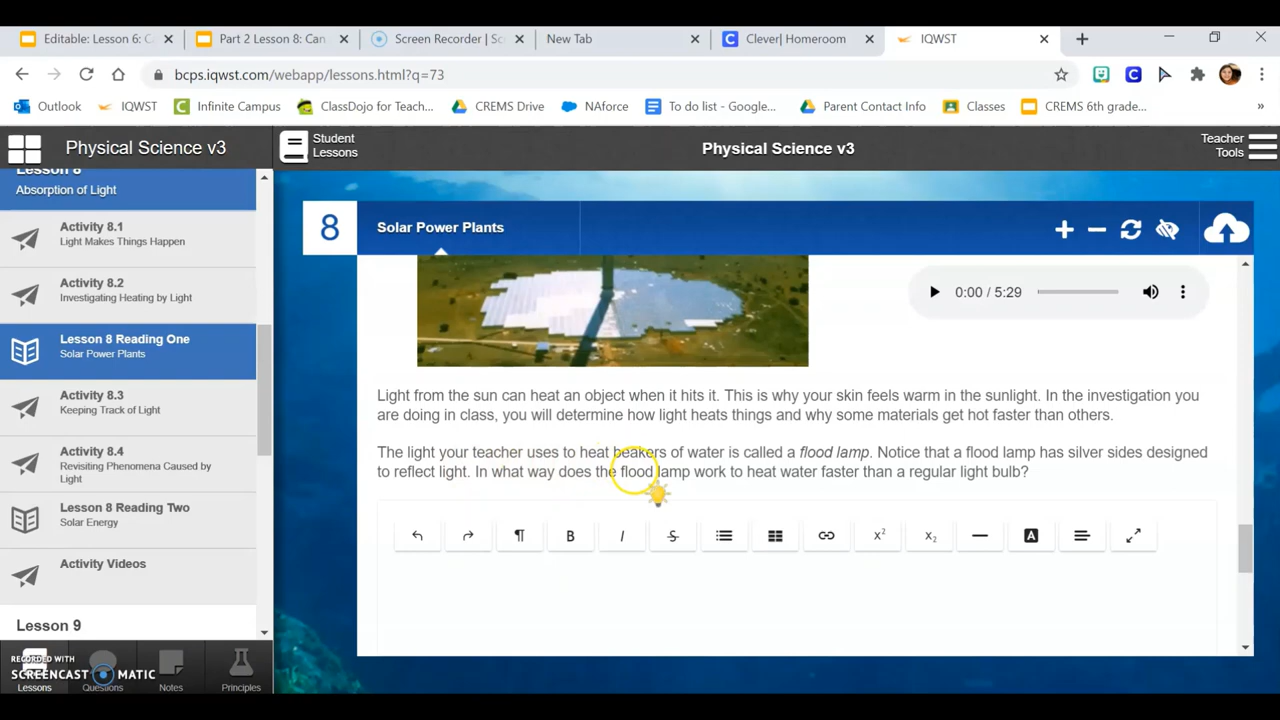 Editable: Lesson 6: C
Part 2 Lesson 8: Can
Screen Recorder | Sc
New Tab
Clever| Homeroom
IQWST
bcps.iqwst.com/webapp/lessons.html?q=73
Outlook
IQWST
Infinite Campus
ClassDojo for Teach...
CREMS Drive
NAforce
To do list - Google...
Parent Contact Info
Classes
CREMS 6th grade...
»
Physical Science v3
Student
Lessons
Physical Science v3
Teacher
Tools
Lesson 8
Absorption of Light
Activity 8.1
Light Makes Things Happen
Activity 8.2
Investigating Heating by Light
Lesson 8 Reading One
Solar Power Plants
Activity 8.3
Keeping Track of Light
Activity 8.4
Revisiting Phenomena Caused by
Light
Lesson 8 Reading Two
Solar Energy
Activity Videos
Lesson 9
8
Solar Power Plants
0:00 / 5:29
Light from the sun can heat an object when it hits it. This is why your skin feels warm in the sunlight. In the investigation you
are doing in class, you will determine how light heats things and why some materials get hot faster than others.
The light your teacher uses to heat beakers of water is called a flood lamp. Notice that a flood lamp has silver sides designed
to reflect light. In what way does the flood lamp work to heat water faster than a regular light bulb?
¶ B I S X² X₂ A
RECORDED WITH
SCREENCAST MATIC
Lessons
Questions
Notes
Principles